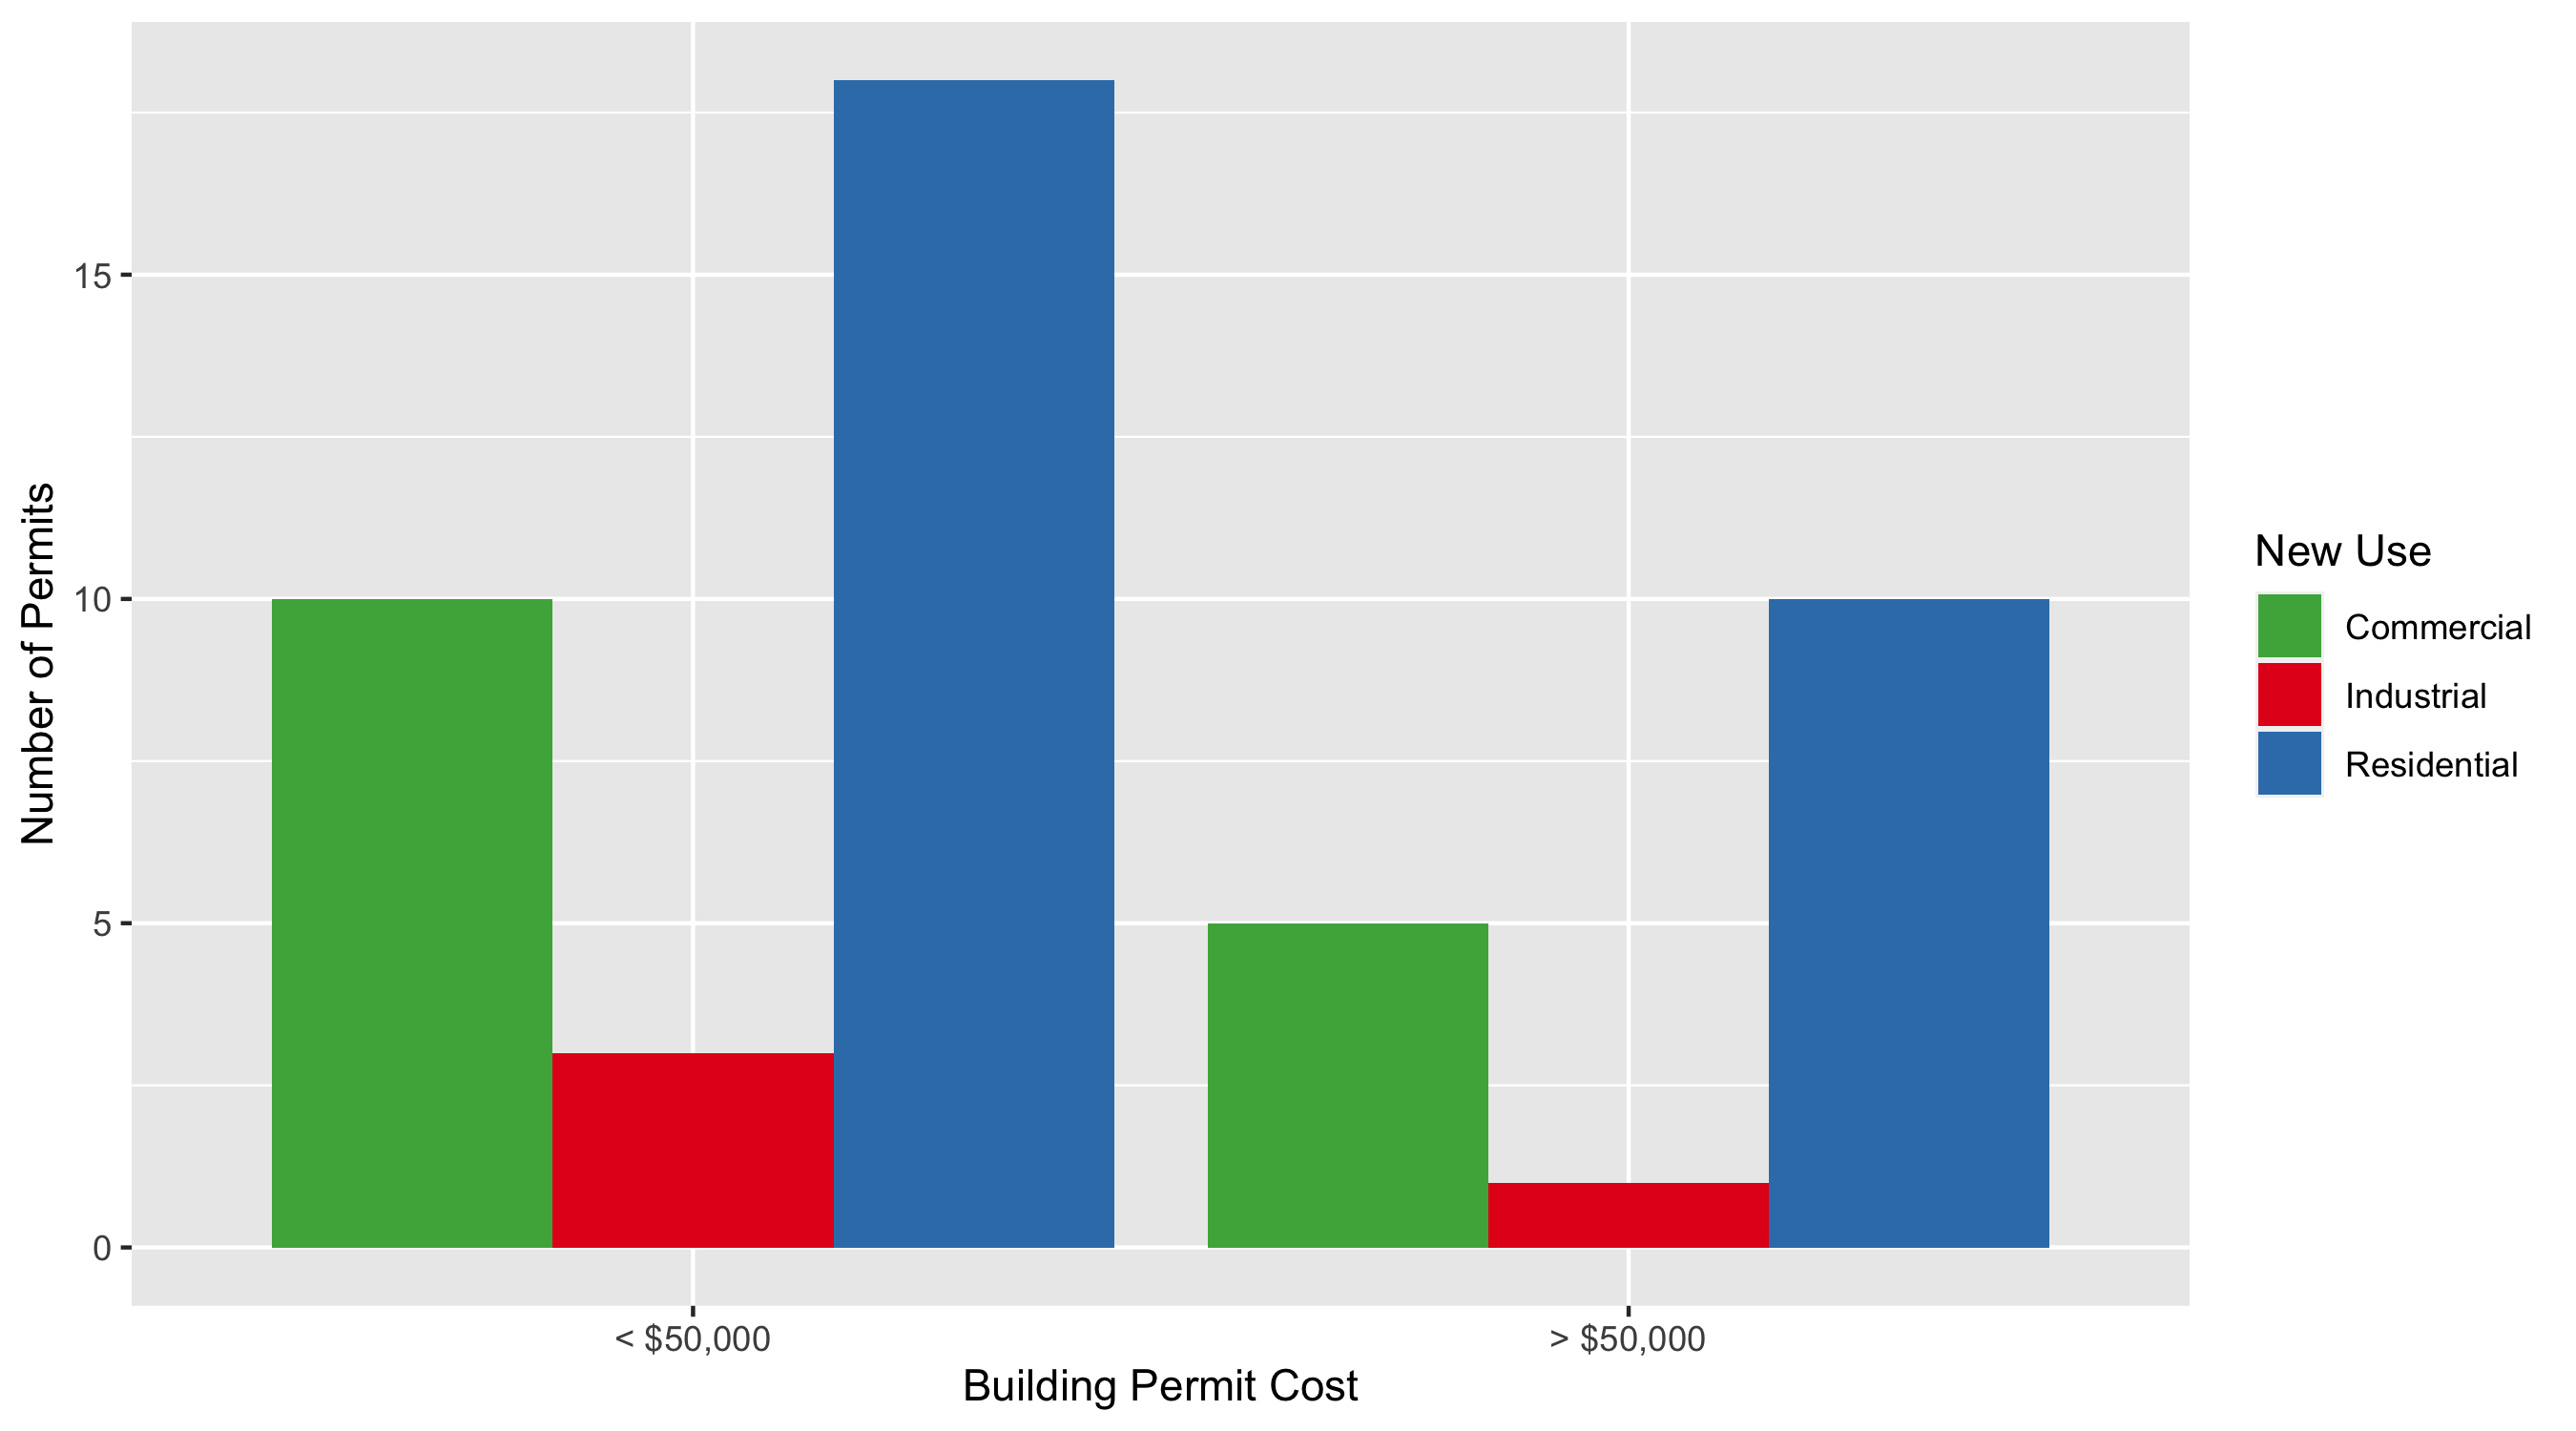 Number of Permits
15
10
5
0
< $50,000
> $50,000
Building Permit Cost
New Use
Commercial
Industrial
Residential